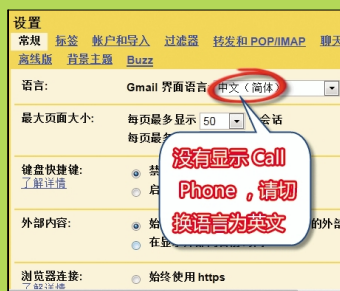 设置
常规 标签 帐户和导入 过滤器 转发和 POP/IMAP 聊天
离线版 背景主题 Buzz
语言: Gmail 界面语言 中文（简体）
最大页面大小: 每页最多显示 50 会话
每页最多
没有显示 Call
Phone ，请切
换语言为英文
键盘快捷键: 禁
了解详情 启
外部内容: 始 的外部
在显示
浏览器连接: 始终使用 https
了解详情